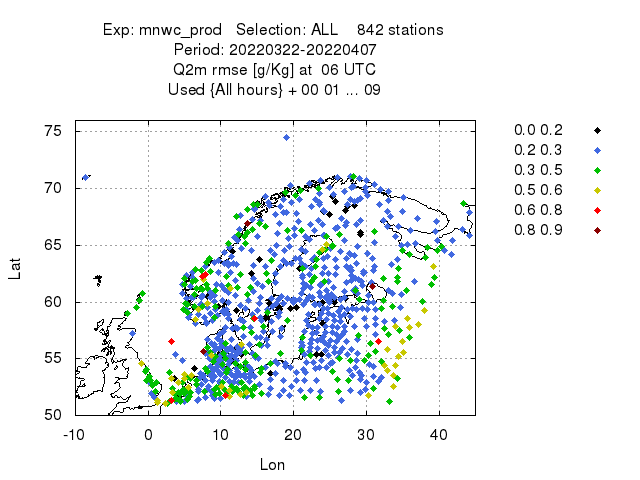 Exp: mnwc_prod Selection: ALL 842 stations
Period: 20220322-20220407
Q2m rmse [g/Kg] at 06 UTC
Used {All hours} + 00 01 ... 09
75
70
65
60
55
50
Lat
-10 0 10 20 30 40
Lon
0.0 0.2
0.2 0.3
0.3 0.5
0.5 0.6
0.6 0.8
0.8 0.9